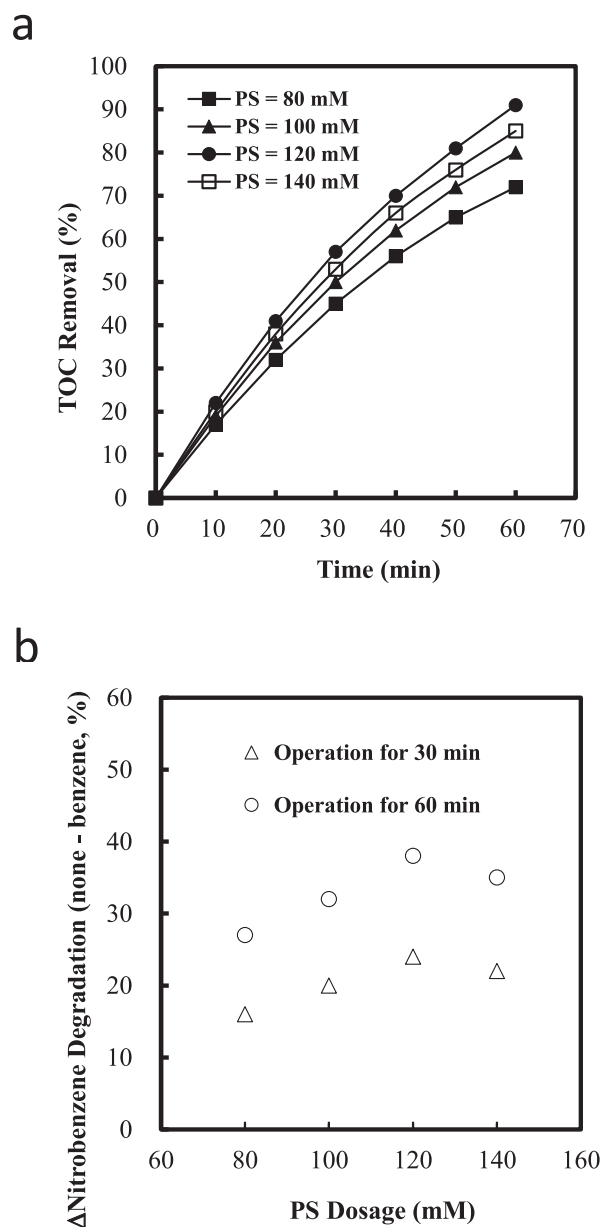 a
100
90
80
70
60
50
40
30
20
10
0
TOC Removal (%)
PS = 80 mM
PS = 100 mM
PS = 120 mM
PS = 140 mM
0 10 20 30 40 50 60 70
Time (min)
b
60
50
40
30
20
10
0
ΔNitrobenzene Degradation (none - benzene, %)
Operation for 30 min
Operation for 60 min
60 80 100 120 140 160
PS Dosage (mM)